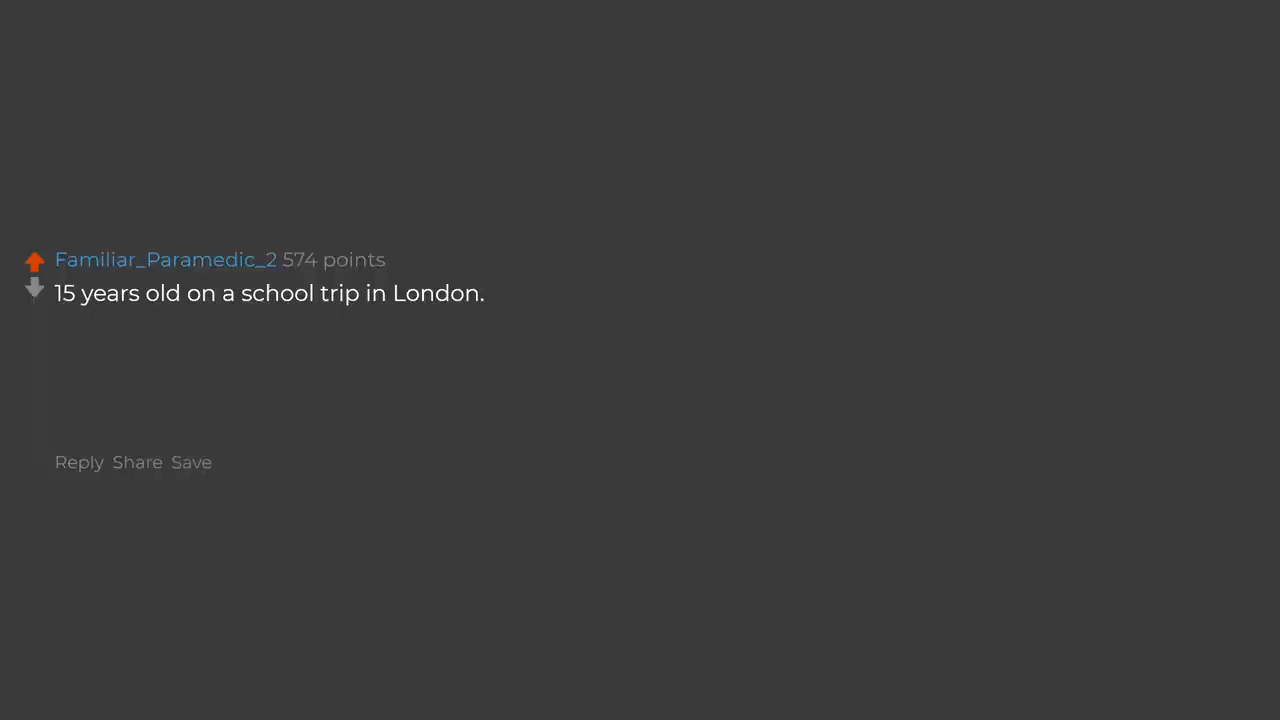 Familiar_Paramedic_2 574 points
15 years old on a school trip in London.
Reply Share Save